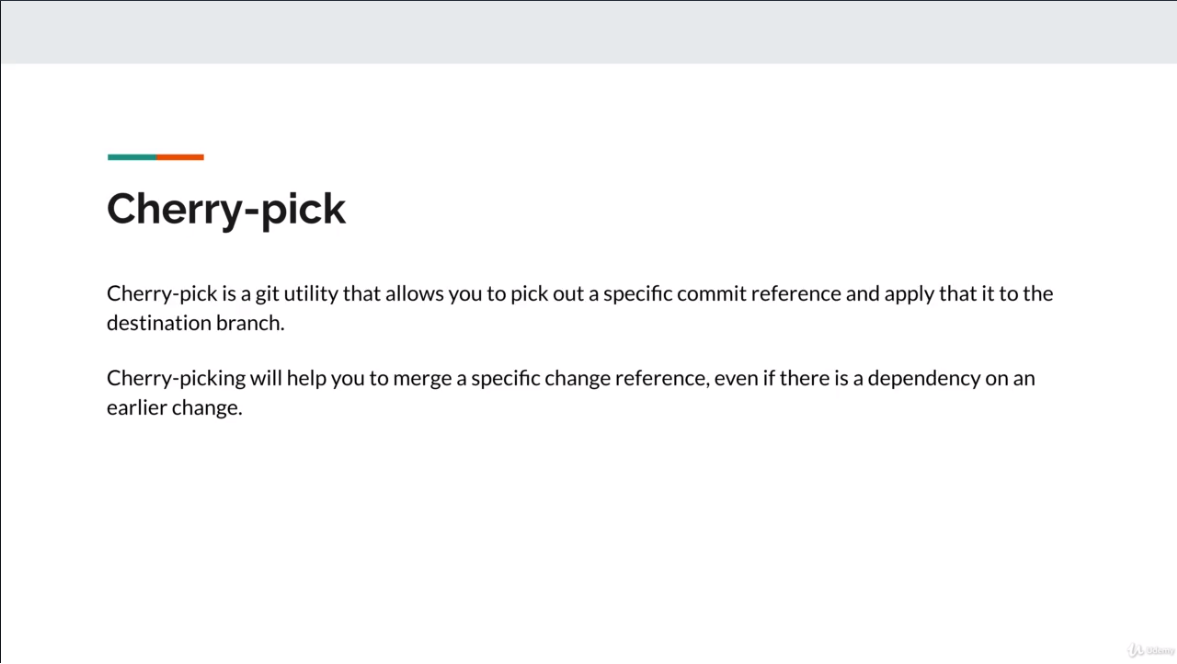 Cherry-pick
Cherry-pick is a git utility that allows you to pick out a specific commit reference and apply that it to the
destination branch.
Cherry-picking will help you to merge a specific change reference, even if there is a dependency on an
earlier change.
Udemy